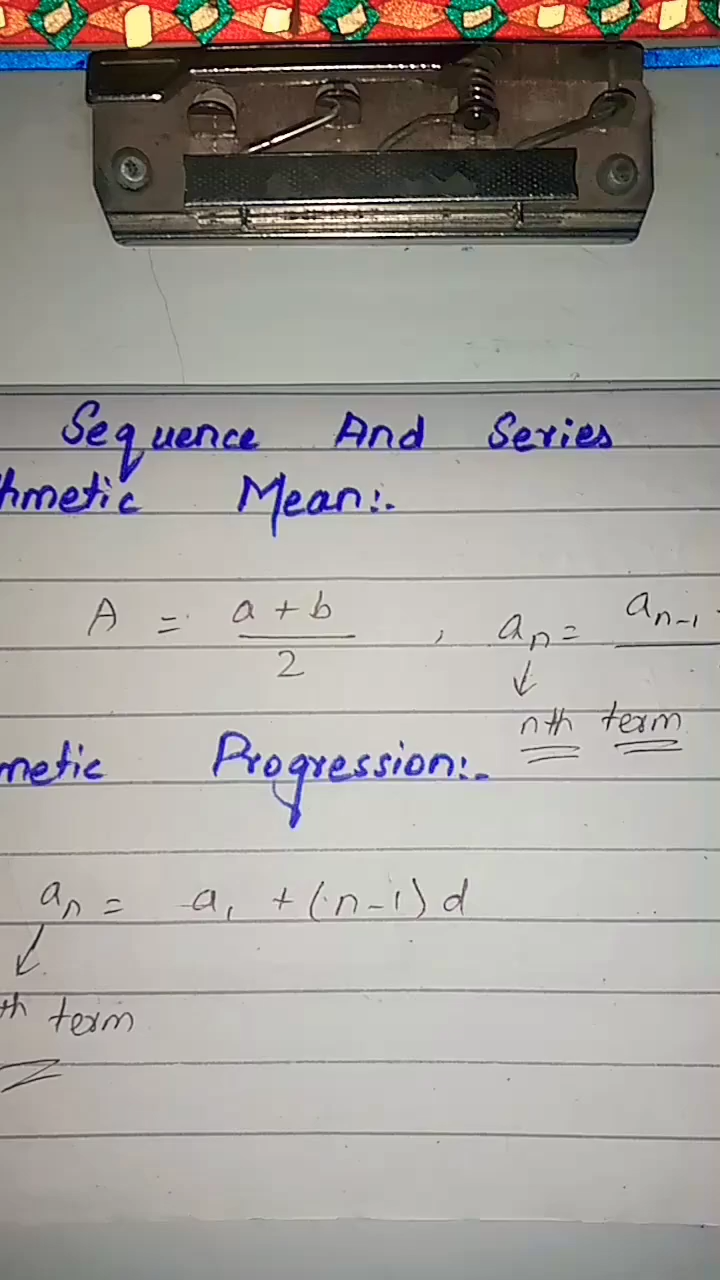 Sequence And Series
hmetic Mean:.
A = a + b / 2 , aₙ = aₙ₋₁
nth term
metic Progression:-
aₙ = a₁ + (n-1) d
th term